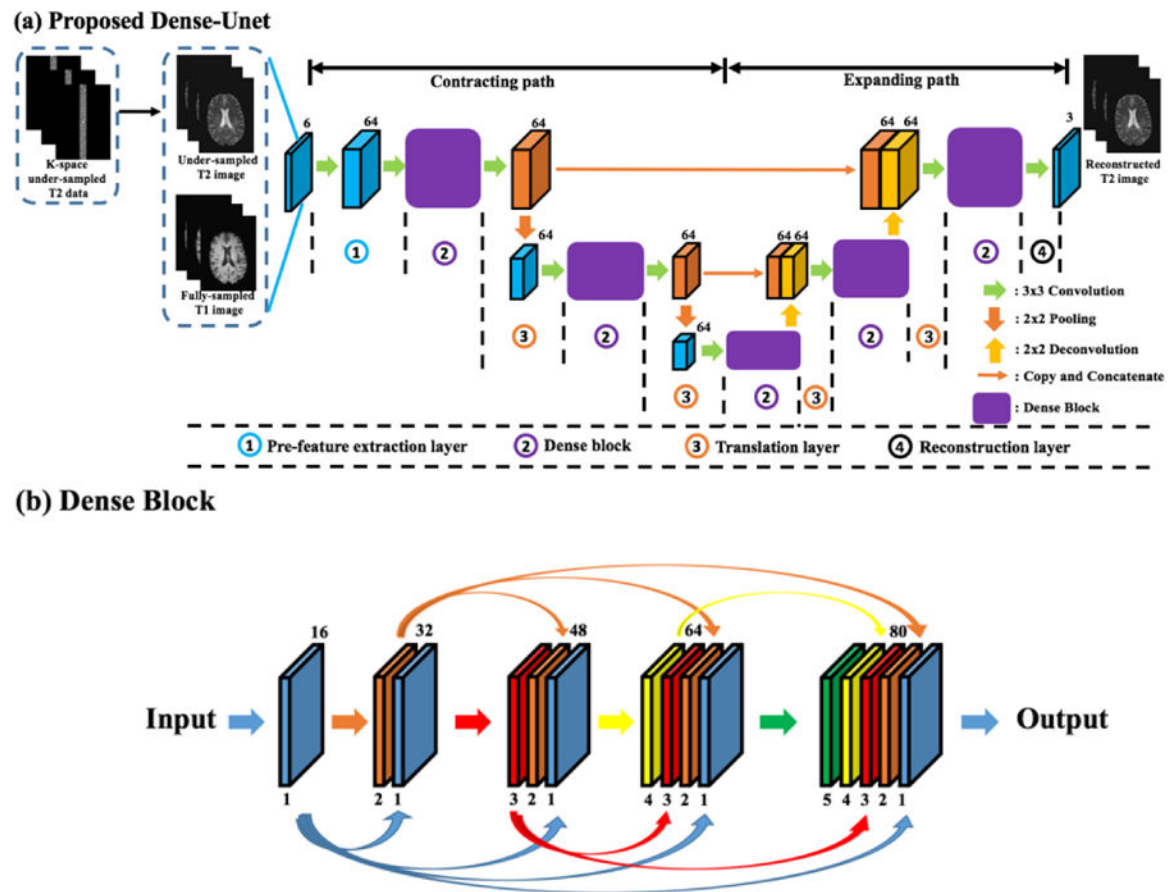 (a) Proposed Dense-Unet
Contracting path
Expanding path
K-space
under-sampled
T2 data
Under-sampled
T2 image
Fully-sampled
T1 image
6
64
64
64
64
3
Reconstructed
T2 image
64
64
64
64
64
1
2
3
2
3
2
3
2
3
2
4
: 3x3 Convolution
: 2x2 Pooling
: 2x2 Deconvolution
: Copy and Concatenate
: Dense Block
1 Pre-feature extraction layer
2 Dense block
3 Translation layer
4 Reconstruction layer
(b) Dense Block
16
32
48
64
80
Input
Output
1
2 1
3 2 1
4 3 2 1
5 4 3 2 1